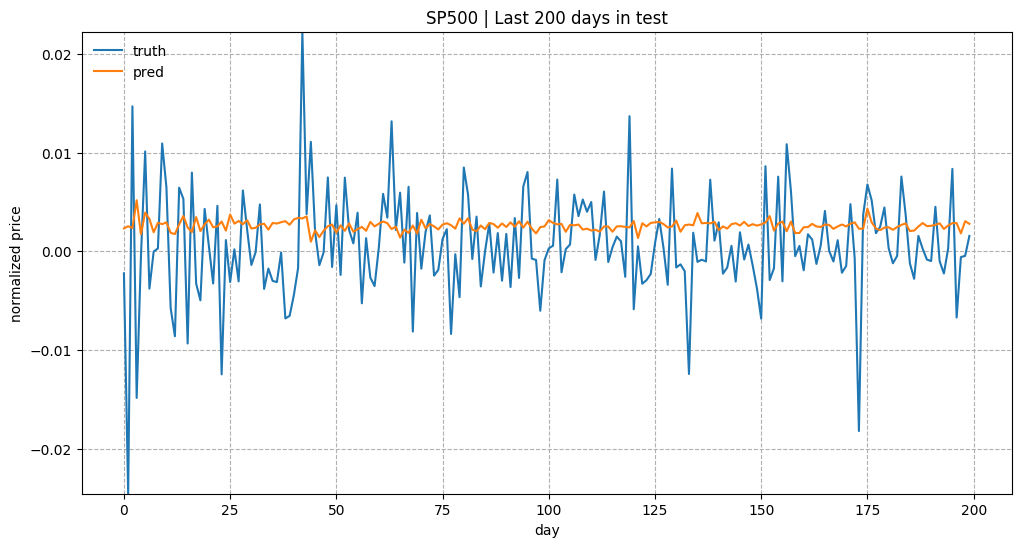 SP500 | Last 200 days in test
truth
pred
0.02
0.01
0.00
−0.01
−0.02
normalized price
0 25 50 75 100 125 150 175 200
day